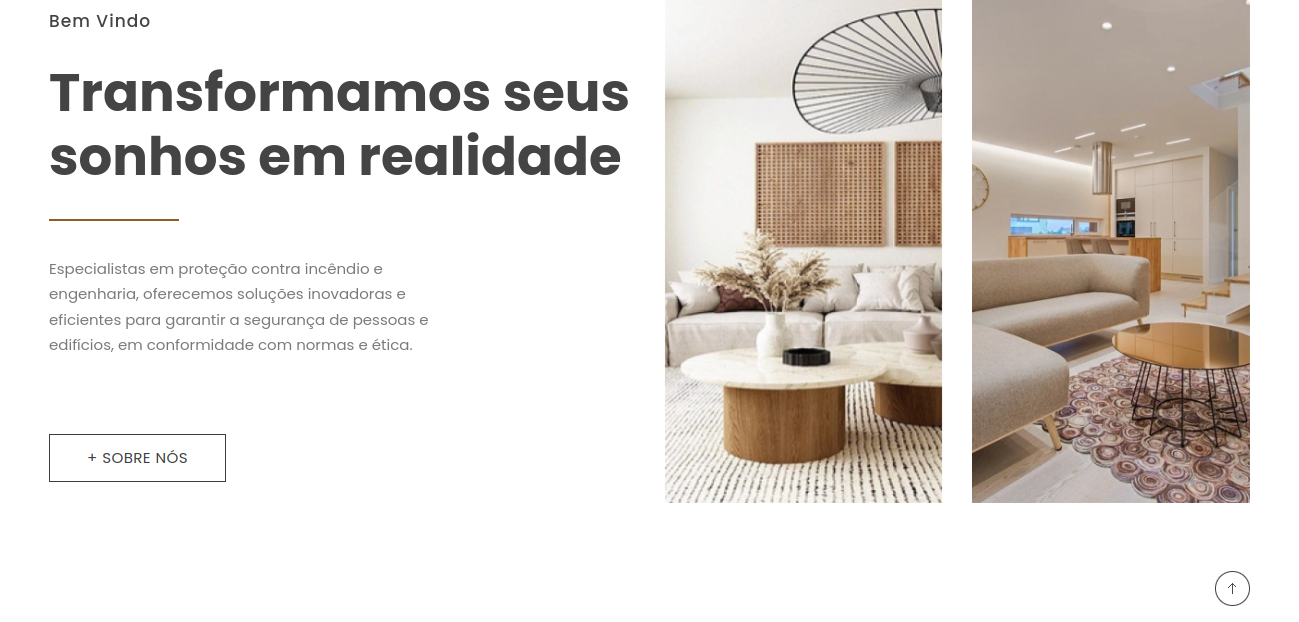 Bem Vindo
Transformamos seus
sonhos em realidade
Especialistas em proteção contra incêndio e
engenharia, oferecemos soluções inovadoras e
eficientes para garantir a segurança de pessoas e
edifícios, em conformidade com normas e ética.
+ SOBRE NÓS